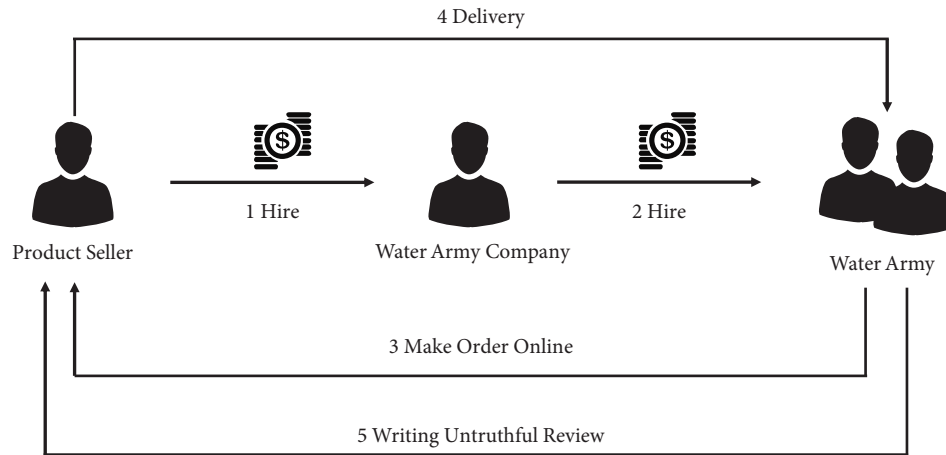 4 Delivery
$
$
1 Hire
2 Hire
Product Seller
Water Army Company
Water Army
3 Make Order Online
5 Writing Untruthful Review